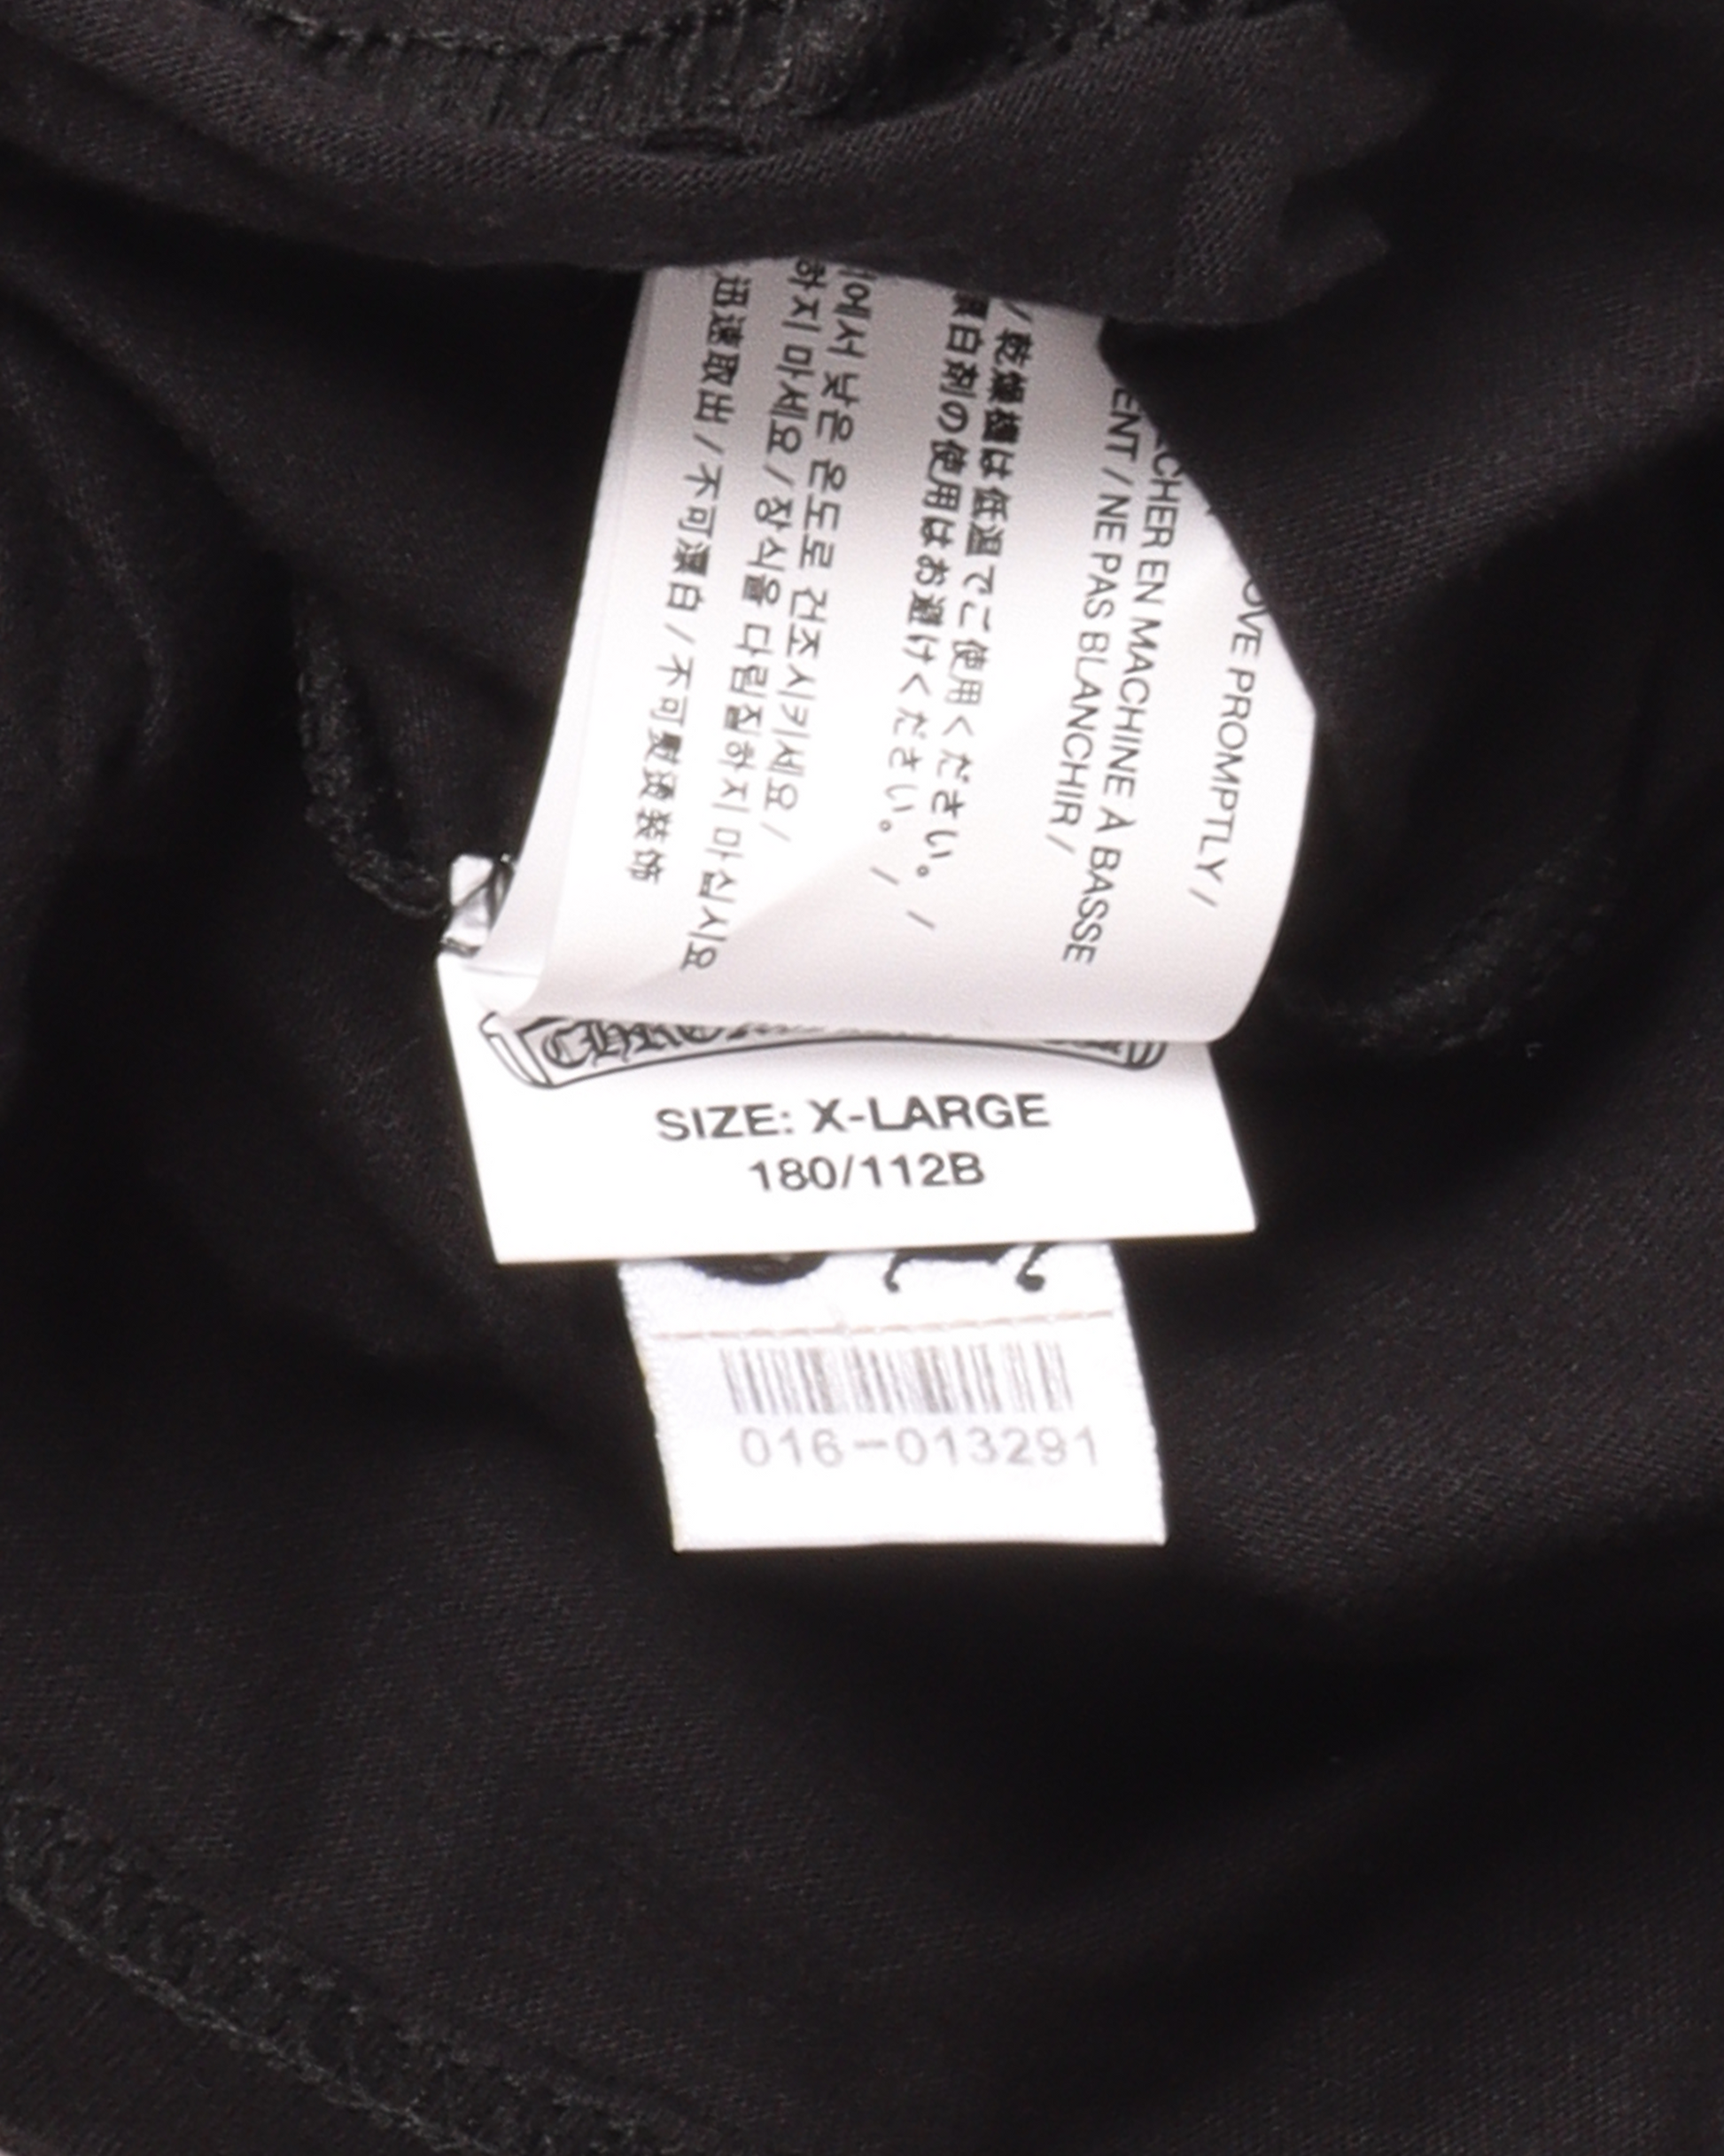 OVE PROMPTLY /
CHER EN MACHINE À BASSE
ENT / NE PAS BLANCHIR /
/ 乾燥機は低温でご使用ください。 /
白剤の使用はお避けください。 /
에서 낮은 온도로 건조시키세요 /
하지 마세요 / 장식을 다림질하지 마십시오
迅速取出 / 不可漂白 / 不可熨烫装饰
SIZE: X-LARGE
180/112B
016-013291